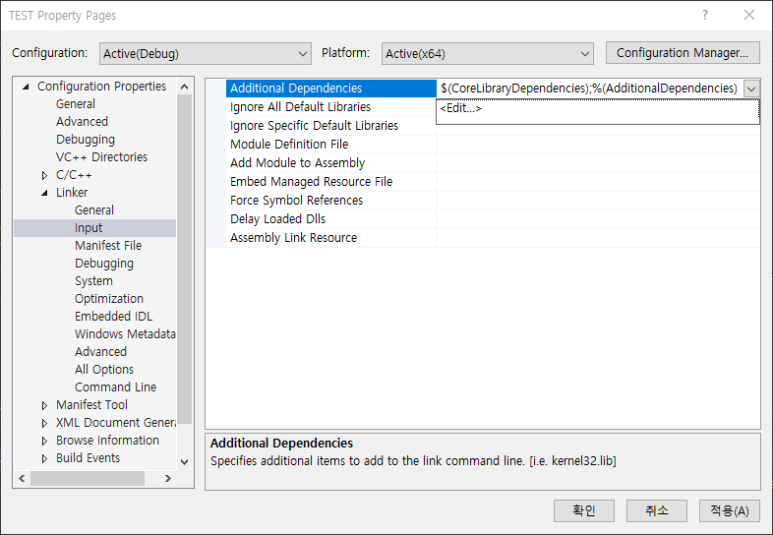 TEST Property Pages
?
Configuration: Active(Debug) Platform: Active(x64) Configuration Manager...
Configuration Properties
General
Advanced
Debugging
VC++ Directories
C/C++
Linker
General
Input
Manifest File
Debugging
System
Optimization
Embedded IDL
Windows Metadata
Advanced
All Options
Command Line
Manifest Tool
XML Document Genera
Browse Information
Build Events
Additional Dependencies $(CoreLibraryDependencies);%(AdditionalDependencies)
Ignore All Default Libraries <Edit...>
Ignore Specific Default Libraries
Module Definition File
Add Module to Assembly
Embed Managed Resource File
Force Symbol References
Delay Loaded Dlls
Assembly Link Resource
Additional Dependencies
Specifies additional items to add to the link command line. [i.e. kernel32.lib]
확인 취소 적용(A)